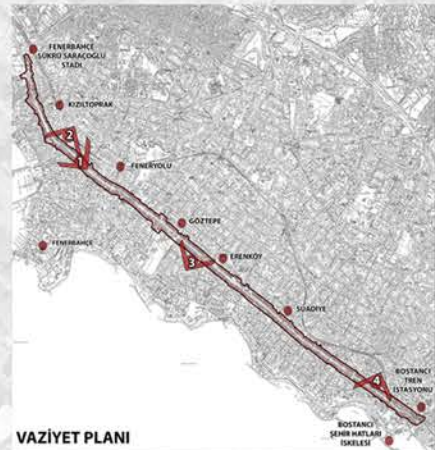 FENERBAHÇE
ŞÜKRÜ SARAÇOĞLU
STADI
KIZILTOPRAK
2
1
FENERYOLU
GÖZTEPE
FENERBAHÇE
ERENKÖY
3
SUADİYE
4
BOSTANCI
TREN
İSTASYONU
BOSTANCI
ŞEHİR HATLARI
İSKELESİ
VAZİYET PLANI